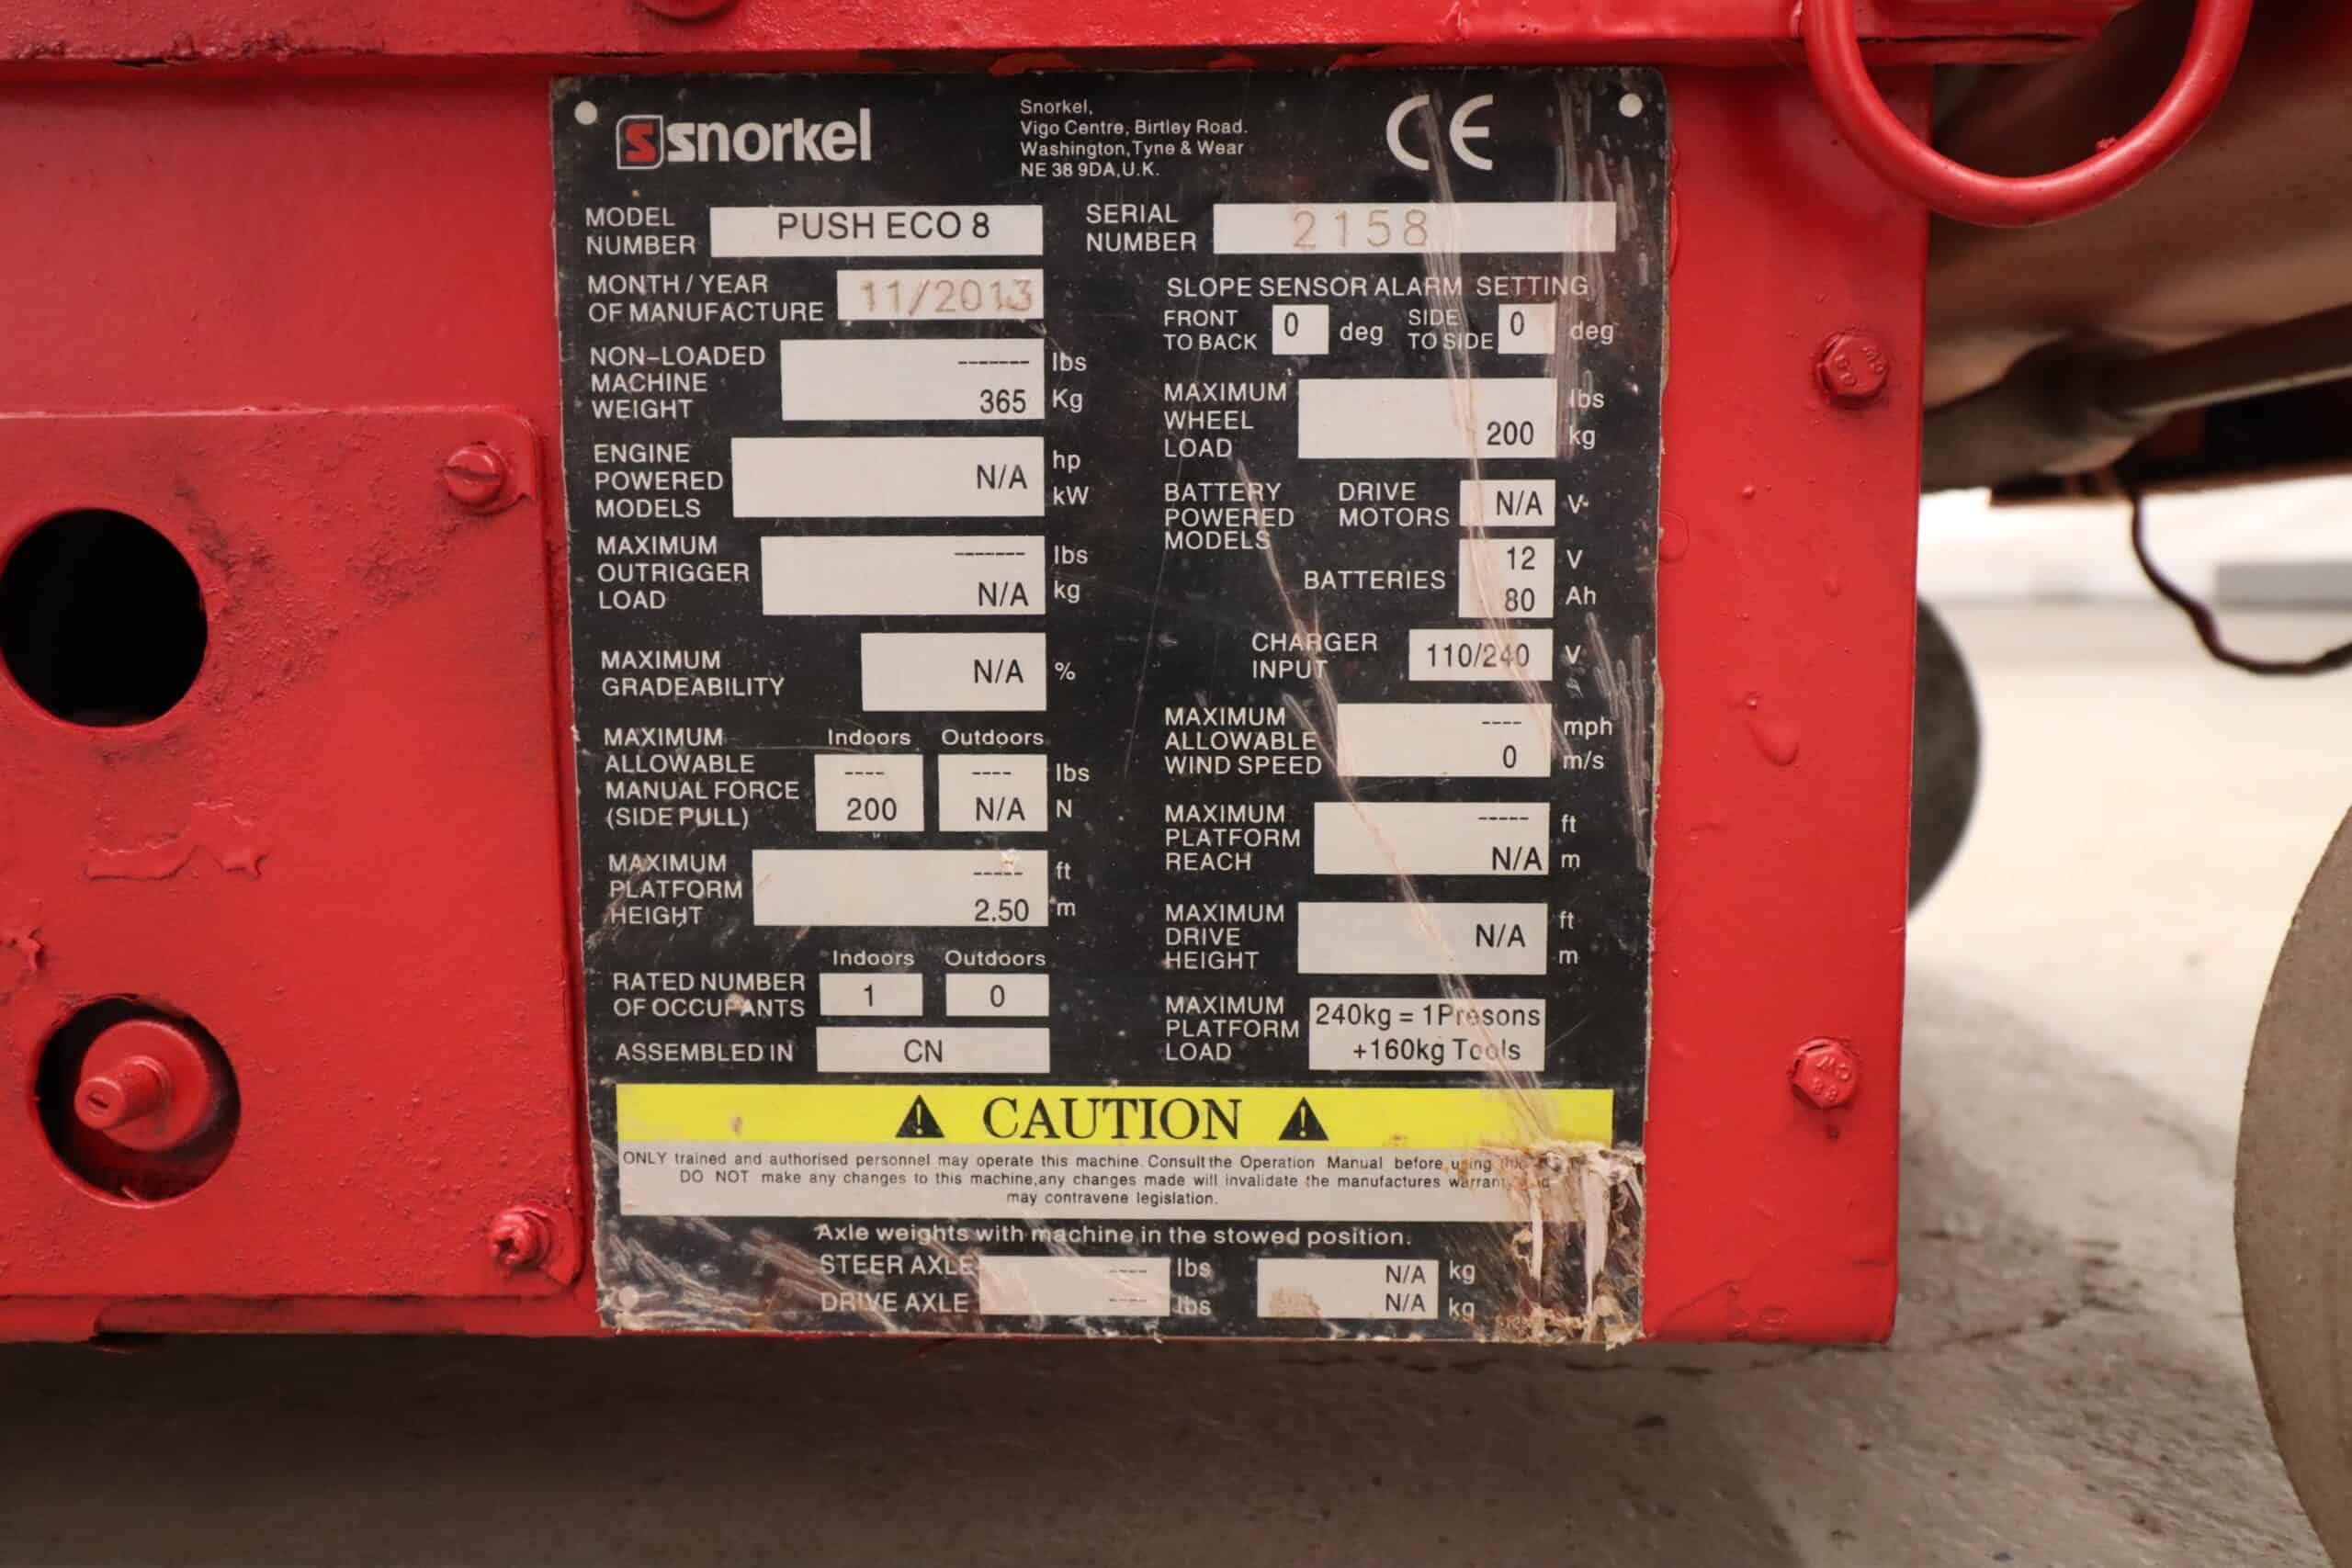 snorkel
Snorkel,
Vigo Centre, Birtley Road.
Washington, Tyne & Wear
NE 38 9DA, U.K.
CE
MODEL
NUMBER
PUSH ECO 8
SERIAL
NUMBER
2158
MONTH / YEAR
OF MANUFACTURE
11/2013
SLOPE SENSOR ALARM SETTING
FRONT
TO BACK
0
deg
SIDE
TO SIDE
0
deg
NON-LOADED
MACHINE
WEIGHT
------- lbs
365 Kg
MAXIMUM
WHEEL
LOAD
lbs
200 kg
ENGINE
POWERED
MODELS
N/A
hp
kW
BATTERY
POWERED
MODELS
DRIVE
MOTORS
N/A V
BATTERIES
12 V
80 Ah
MAXIMUM
OUTRIGGER
LOAD
------- lbs
N/A kg
CHARGER
INPUT
110/240 V
MAXIMUM
GRADEABILITY
N/A %
MAXIMUM
ALLOWABLE
WIND SPEED
---- mph
0 m/s
MAXIMUM
ALLOWABLE
MANUAL FORCE
(SIDE PULL)
Indoors Outdoors
---- ---- lbs
200 N/A N
MAXIMUM
PLATFORM
REACH
----- ft
N/A m
MAXIMUM
PLATFORM
HEIGHT
----- ft
2.50 m
MAXIMUM
DRIVE
HEIGHT
N/A
ft
m
Indoors Outdoors
RATED NUMBER
OF OCCUPANTS
1 0
MAXIMUM
PLATFORM
LOAD
240kg = 1Presons
+160kg Tools
ASSEMBLED IN
CN
CAUTION
ONLY trained and authorised personnel may operate this machine. Consult the Operation Manual before using
DO NOT make any changes to this machine, any changes made will invalidate the manufactures
may contravene legislation.
Axle weights with machine in the stowed position.
STEER AXLE ---- lbs N/A kg
DRIVE AXLE ---- lbs N/A kg